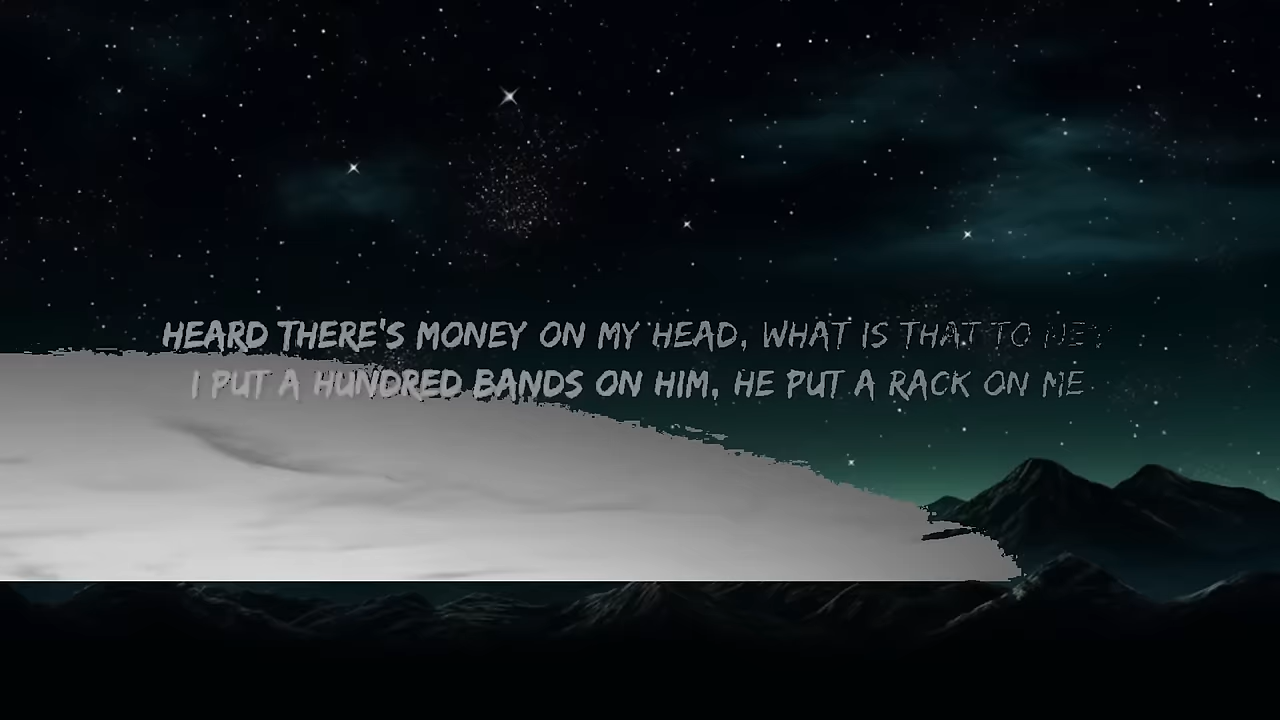 HEARD THERE'S MONEY ON MY HEAD, WHAT IS THAT TO
I PUT A HUNDRED BANDS ON HIM, HE PUT A RACK ON ME